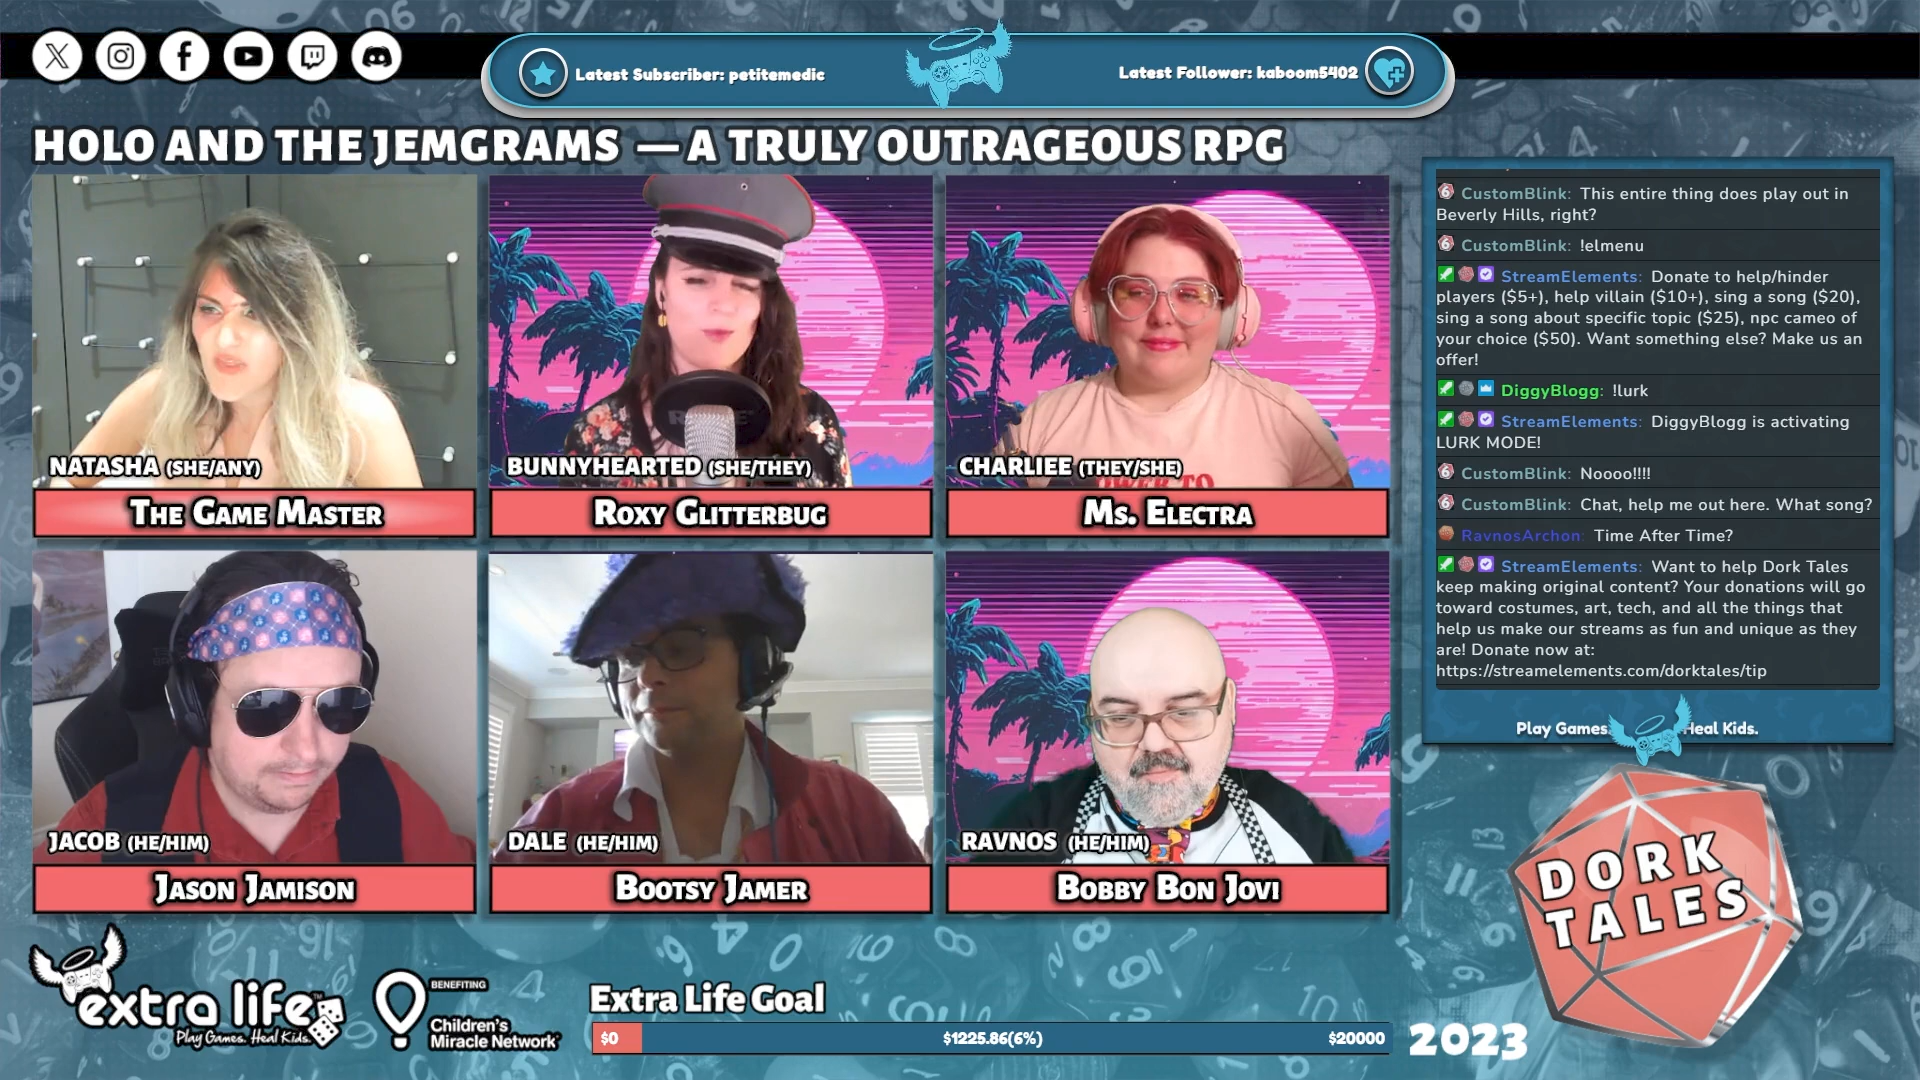 Latest Subscriber: petitemedic
Latest Follower: kaboom5402
HOLO AND THE JEMGRAMS — A TRULY OUTRAGEOUS RPG
NATASHA (SHE/ANY)
THE GAME MASTER
BUNNYHEARTED (SHE/THEY)
ROXY GLITTERBUG
CHARLIEE (THEY/SHE)
MS. ELECTRA
JACOB (HE/HIM)
JASON JAMISON
DALE (HE/HIM)
BOOTSY JAMER
RAVNOS (HE/HIM)
BOBBY BON JOVI
CustomBlink: This entire thing does play out in
Beverly Hills, right?
CustomBlink: !elmenu
StreamElements: Donate to help/hinder
players ($5+), help villain ($10+), sing a song ($20),
sing a song about specific topic ($25), npc cameo of
your choice ($50). Want something else? Make us an
offer!
DiggyBlogg: !lurk
StreamElements: DiggyBlogg is activating
LURK MODE!
CustomBlink: Noooo!!!!
CustomBlink: Chat, help me out here. What song?
RavnosArchon: Time After Time?
StreamElements: Want to help Dork Tales
keep making original content? Your donations will go
toward costumes, art, tech, and all the things that
help us make our streams as fun and unique as they
are! Donate now at:
https://streamelements.com/dorktales/tip
Play Games. Heal Kids.
DORK
TALES
extra life
Play Games. Heal Kids.
BENEFITING
Children's
Miracle Network
Extra Life Goal
$0 $1225.86(6%) $20000
2023